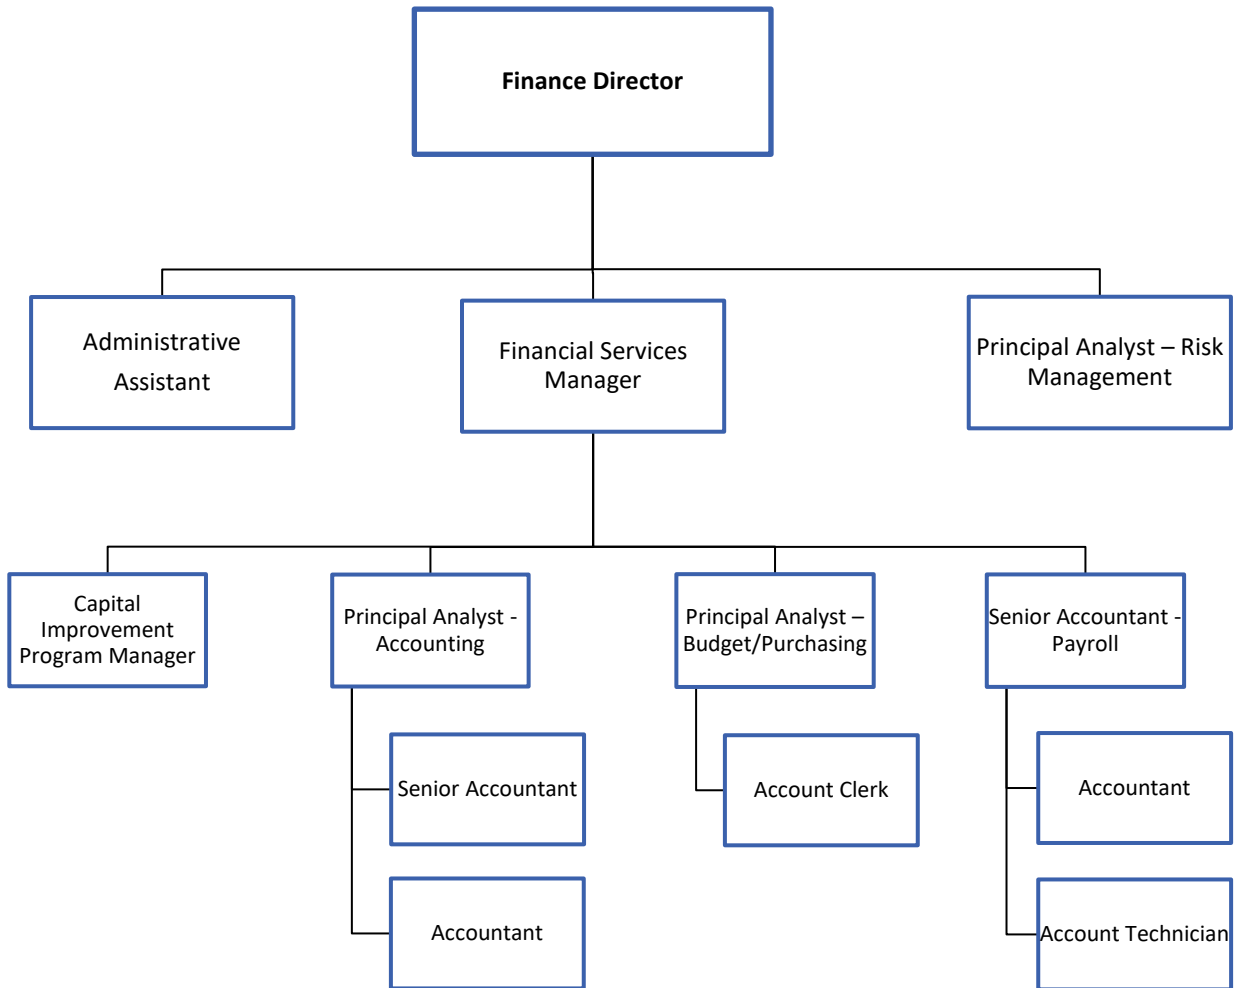 Finance Director
Administrative
Assistant
Financial Services
Manager
Principal Analyst – Risk
Management
Capital
Improvement
Program Manager
Principal Analyst -
Accounting
Principal Analyst –
Budget/Purchasing
Senior Accountant -
Payroll
Senior Accountant
Account Clerk
Accountant
Accountant
Account Technician